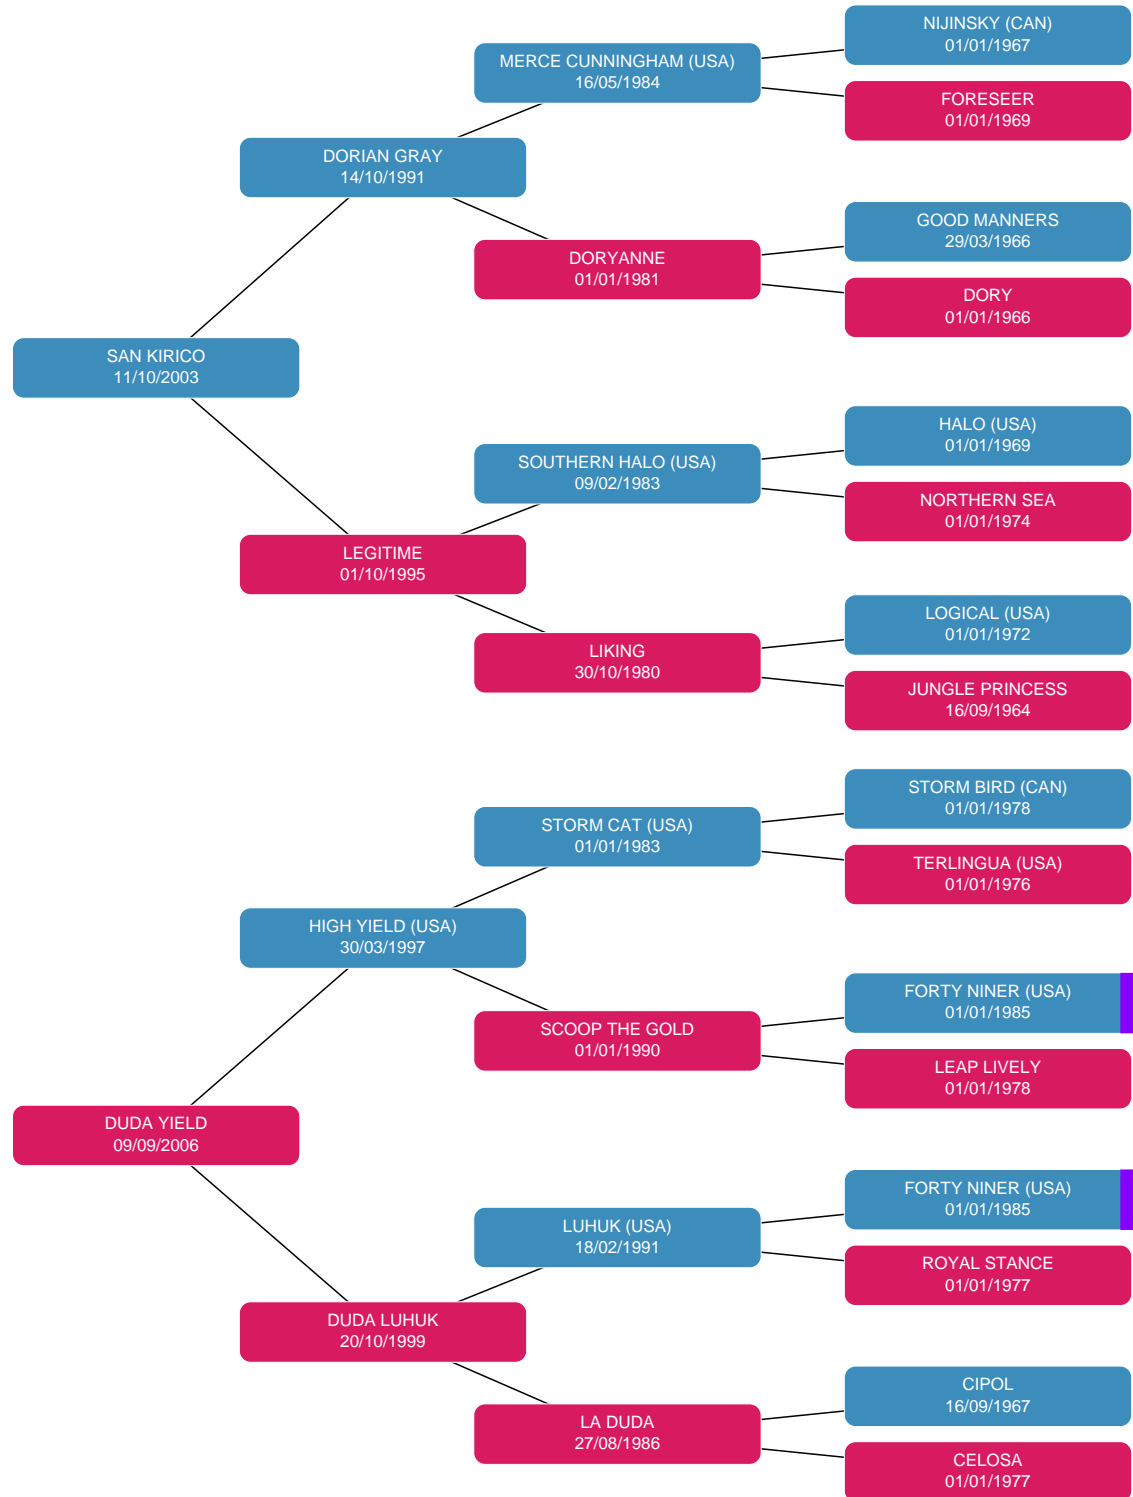 NIJINSKY (CAN)
01/01/1967
MERCE CUNNINGHAM (USA)
16/05/1984
FORESEER
01/01/1969
DORIAN GRAY
14/10/1991
GOOD MANNERS
29/03/1966
DORYANNE
01/01/1981
DORY
01/01/1966
SAN KIRICO
11/10/2003
HALO (USA)
01/01/1969
SOUTHERN HALO (USA)
09/02/1983
NORTHERN SEA
01/01/1974
LEGITIME
01/10/1995
LOGICAL (USA)
01/01/1972
LIKING
30/10/1980
JUNGLE PRINCESS
16/09/1964
STORM BIRD (CAN)
01/01/1978
STORM CAT (USA)
01/01/1983
TERLINGUA (USA)
01/01/1976
HIGH YIELD (USA)
30/03/1997
FORTY NINER (USA)
01/01/1985
SCOOP THE GOLD
01/01/1990
LEAP LIVELY
01/01/1978
DUDA YIELD
09/09/2006
FORTY NINER (USA)
01/01/1985
LUHUK (USA)
18/02/1991
ROYAL STANCE
01/01/1977
DUDA LUHUK
20/10/1999
CIPOL
16/09/1967
LA DUDA
27/08/1986
CELOSA
01/01/1977